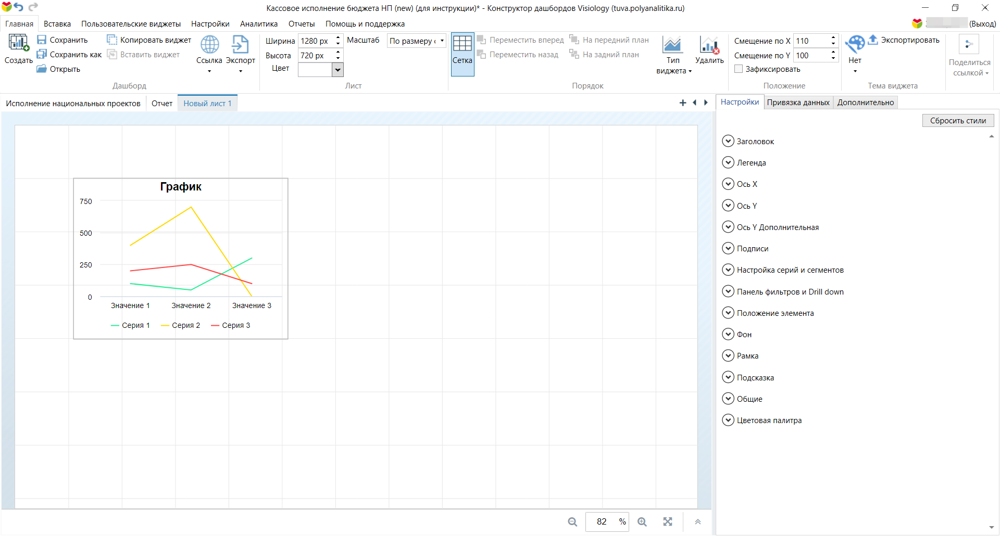 Кассовое исполнение бюджета НП (new) (для инструкции)* - Конструктор дашбордов Visiology (tuva.polyanalitika.ru)
Главная Вставка Пользовательские виджеты Настройки Аналитика Отчеты Помощь и поддержка (Выход)
Создать
Сохранить
Сохранить как
Открыть
Копировать виджет
Вставить виджет
Ссылка
Экспорт
Дашборд
Ширина 1280 px
Высота 720 px
Цвет
Масштаб По размеру
Лист
Сетка
Переместить вперед
Переместить назад
На передний план
На задний план
Тип виджета
Удалить
Порядок
Смещение по X 110
Смещение по Y 100
Зафиксировать
Положение
Нет
Экспортировать
Тема виджета
Поделиться
ссылкой
Исполнение национальных проектов Отчет Новый лист 1
Настройки Привязка данных Дополнительно
Сбросить стили
Заголовок
Легенда
Ось X
Ось Y
Ось Y Дополнительная
Подписи
Настройка серий и сегментов
Панель фильтров и Drill down
Положение элемента
Фон
Рамка
Подсказка
Общие
Цветовая палитра
График
750
500
250
0
Значение 1 Значение 2 Значение 3
Серия 1 Серия 2 Серия 3
82 %